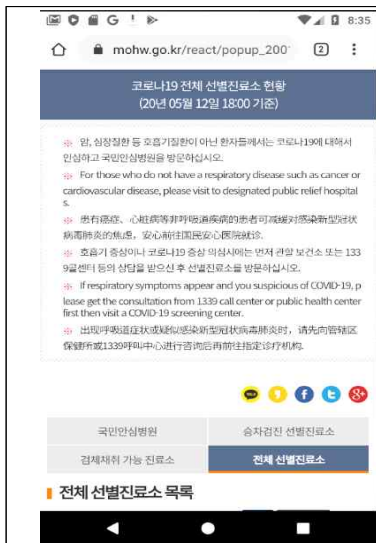 8:35
mohw.go.kr/react/popup_200
2
코로나19 전체 선별진료소 현황
(20년 05월 12일 18:00 기준)
암, 심장질환 등 호흡기질환이 아닌 환자들께서는 코로나19에 대해서
안심하고 국민안심병원을 방문하십시오.
For those who do not have a respiratory disease such as cancer or
cardiovascular disease, please visit to designated public relief hospital
s.
患有癌症、心脏病等非呼吸道疾病的患者可减缓对感染新型冠状
病毒肺炎的焦虑，安心前往国民安心医院就诊.
호흡기 증상이나 코로나19 증상 의심시에는 먼저 관할 보건소 또는 133
9콜센터 등의 상담을 받으신 후 선별진료소를 방문하십시오.
If respiratory symptoms appear and you suspicious of COVID-19, p
lease get the consultation from 1339 call center or public health center
first then visit a COVID-19 screening center.
出现呼吸道症状或疑似感染新型冠状病毒肺炎时，请先向管辖区
保健所或1339呼叫中心进行咨询后再前往指定诊疗机构.
국민안심병원
승차검진 선별진료소
검체채취 가능 진료소
전체 선별진료소
전체 선별진료소 목록